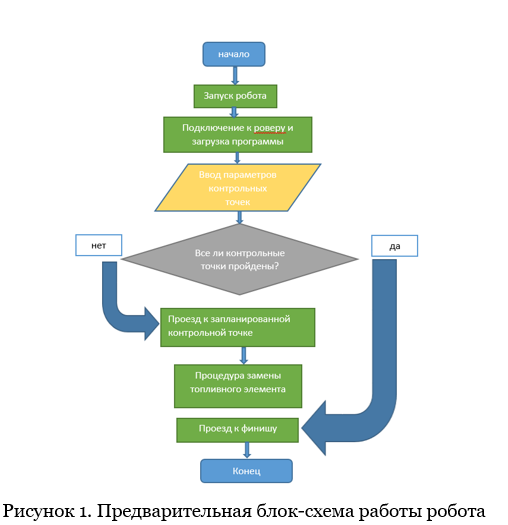 начало
Запуск робота
Подключение к роверу и
загрузка программы
Ввод параметров
контрольных
точек
нет
да
Все ли контрольные
точки пройдены?
Проезд к запланированной
контрольной точке
Процедура замены
топливного элемента
Проезд к финишу
Конец
Рисунок 1. Предварительная блок-схема работы робота